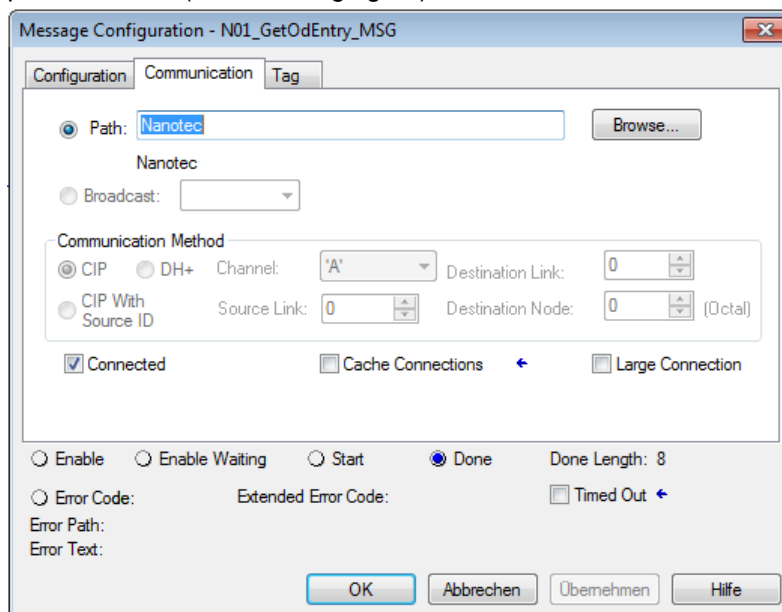 Message Configuration - N01_GetOdEntry_MSG
Configuration Communication Tag
Path: Nanotec Browse...
Nanotec
Broadcast:
Communication Method
CIP DH+ Channel: 'A' Destination Link: 0
CIP With
Source ID Source Link: 0 Destination Node: 0 (Octal)
Connected Cache Connections Large Connection
Enable Enable Waiting Start Done Done Length: 8
Error Code: Extended Error Code: Timed Out
Error Path:
Error Text:
OK Abbrechen Übernehmen Hilfe